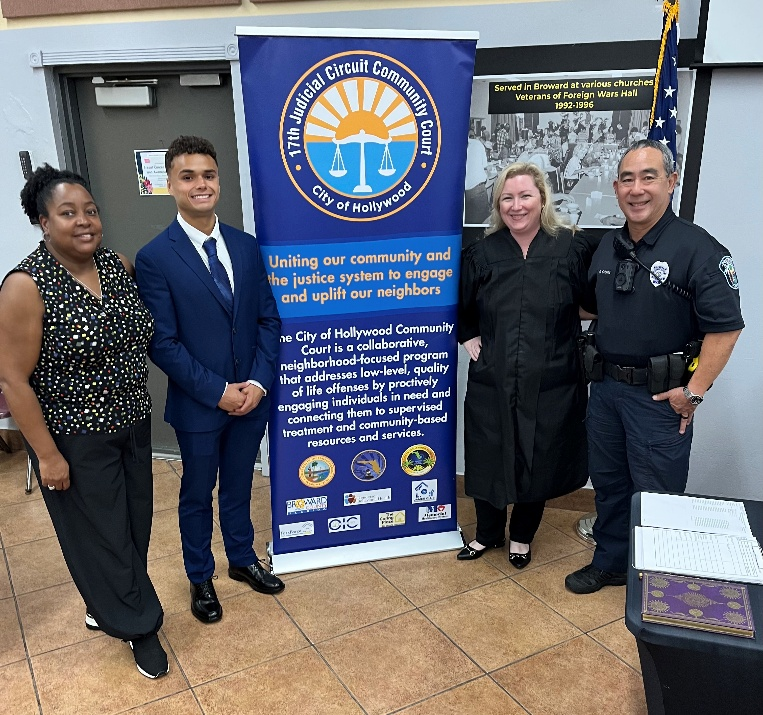 17th Judicial Circuit Community Court
City of Hollywood
Uniting our community and
the justice system to engage
and uplift our neighbors
he City of Hollywood Community
Court is a collaborative,
neighborhood-focused program
that addresses low-level, quality
of life offenses by proctively
engaging individuals in need and
connecting them to supervised
treatment and community-based
resources and services.
BROWARD
CIC
Memorial
Served in Broward at various churches
Veterans of Foreign Wars Hall
1992-1996